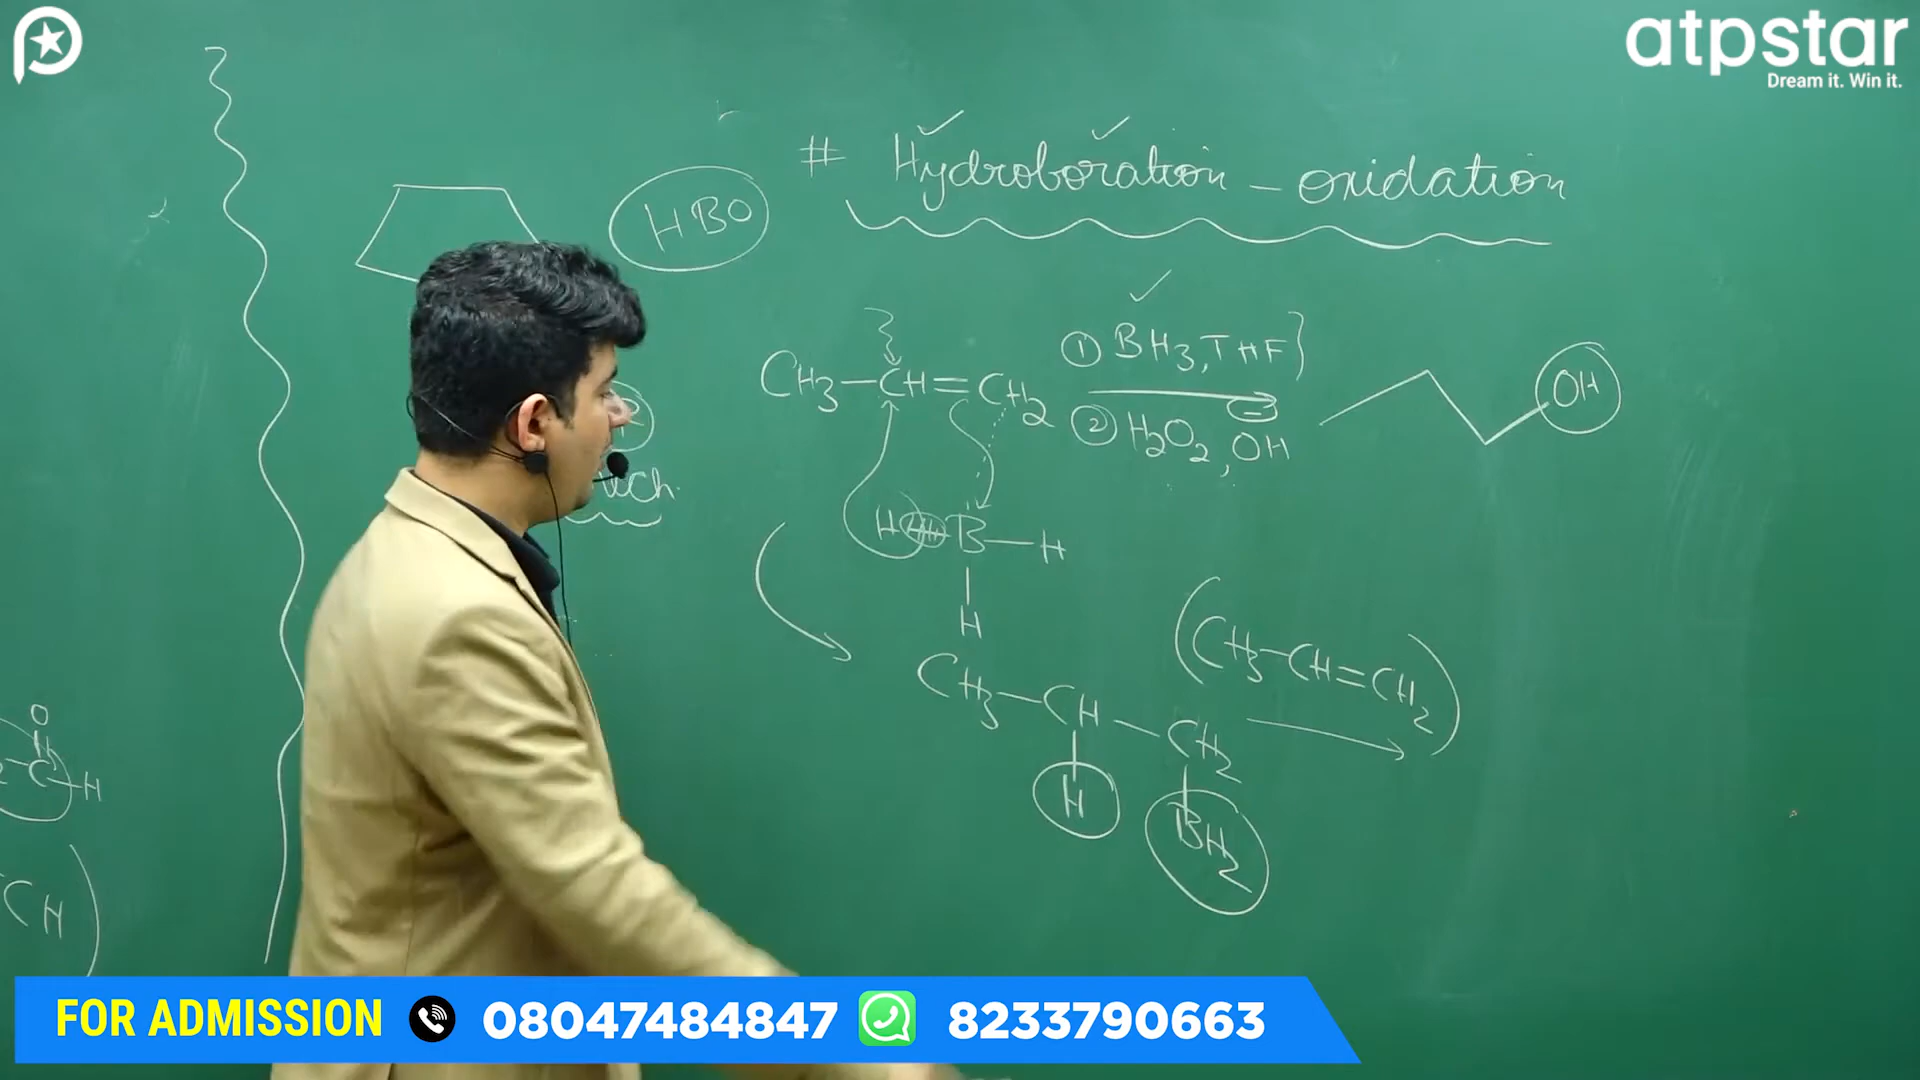 atpstar
Dream it. Win it.
# Hydroboration - oxidation
HBO
① BH3, THF}
CH3-CH=CH2
OH
② H2O2, OH
⊖
H
B-H
H
(CH3-CH=CH2)
CH3-CH-CH2
H
BH2
O
C-H
CH)
FOR ADMISSION 08047484847 8233790663